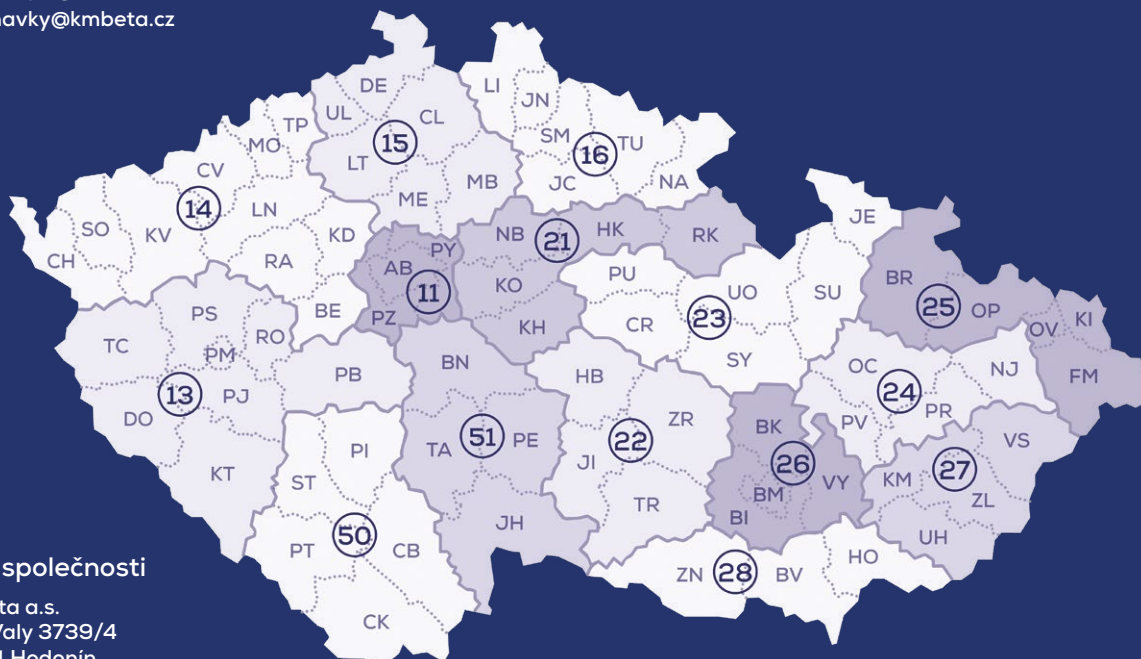 navky@kmbeta.cz
DE
LI
UL
CL
JN
TP
MO
15
SM
TU
16
LT
CV
MB
JC
NA
ME
14
LN
SO
KV
KD
NB
21
HK
RK
JE
CH
RA
PY
AB
11
KO
PU
UO
SU
BR
25
OP
OV
KI
PS
BE
PZ
KH
CR
23
RO
TC
PM
SY
FM
PB
BN
HB
OC
NJ
13
PJ
24
DO
PR
ZR
BK
PV
51
TA
PE
22
VS
PI
JI
26
KM
27
KT
ST
BM
VY
ZL
TR
BI
JH
UH
50
PT
CB
HO
společnosti
ZN
28
BV
ta a.s.
Valy 3739/4
CK
Hodonín